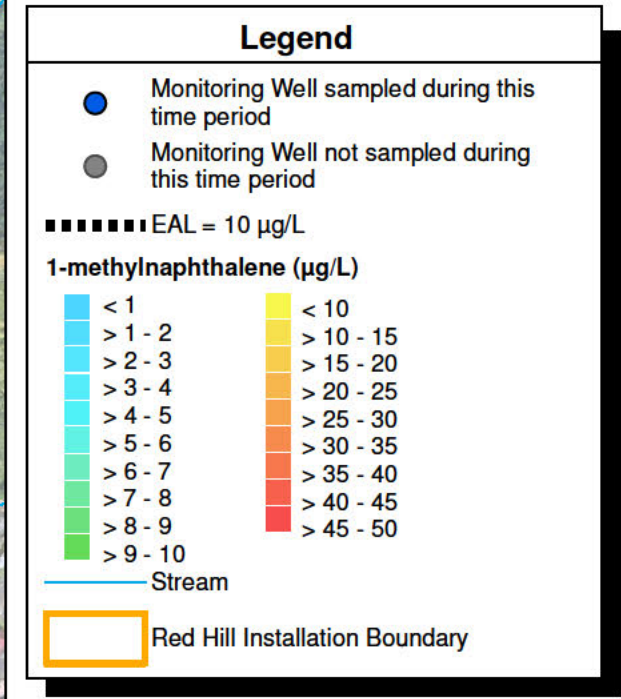 Legend
Monitoring Well sampled during this
time period
Monitoring Well not sampled during
this time period
EAL = 10 µg/L
1-methylnaphthalene (µg/L)
< 1
> 1 - 2
> 2 - 3
> 3 - 4
> 4 - 5
> 5 - 6
> 6 - 7
> 7 - 8
> 8 - 9
> 9 - 10
< 10
> 10 - 15
> 15 - 20
> 20 - 25
> 25 - 30
> 30 - 35
> 35 - 40
> 40 - 45
> 45 - 50
Stream
Red Hill Installation Boundary